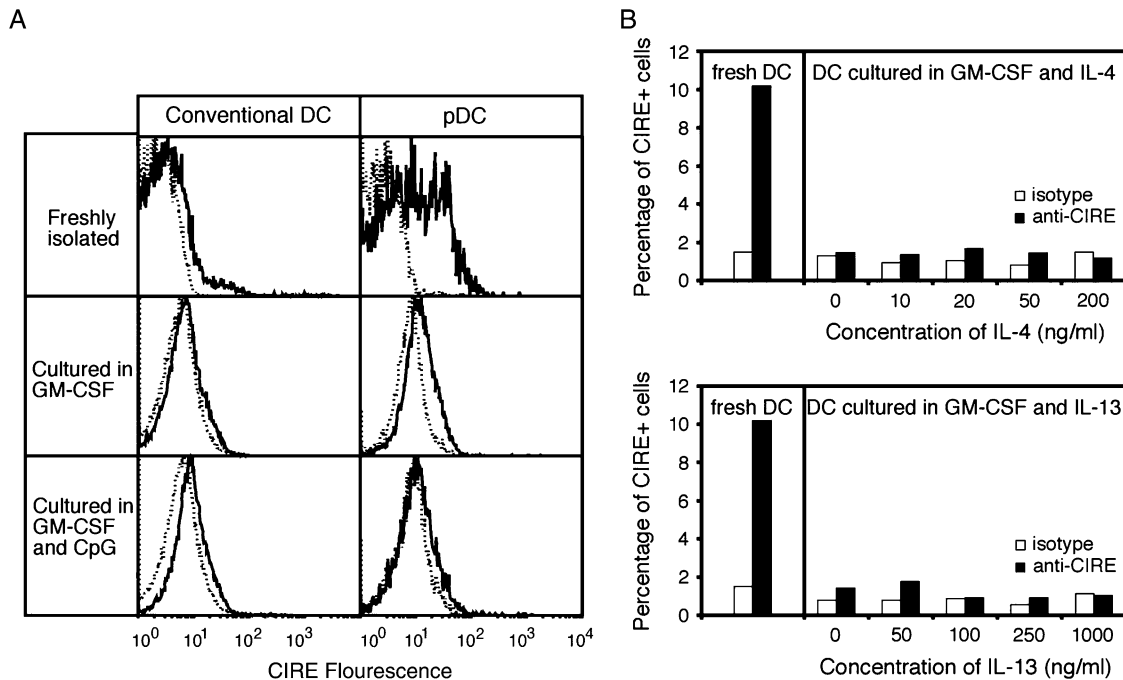 A
Conventional DC
pDC
Freshly
isolated
Cultured in
GM-CSF
Cultured in
GM-CSF
and CpG
10^0 10^1 10^2 10^3 10^0 10^1 10^2 10^3 10^4
CIRE Flourescence
B
Percentage of CIRE+ cells
12
10
8
6
4
2
0
fresh DC
DC cultured in GM-CSF and IL-4
isotype
anti-CIRE
0 10 20 50 200
Concentration of IL-4 (ng/ml)
Percentage of CIRE+ cells
12
10
8
6
4
2
0
fresh DC
DC cultured in GM-CSF and IL-13
isotype
anti-CIRE
0 50 100 250 1000
Concentration of IL-13 (ng/ml)